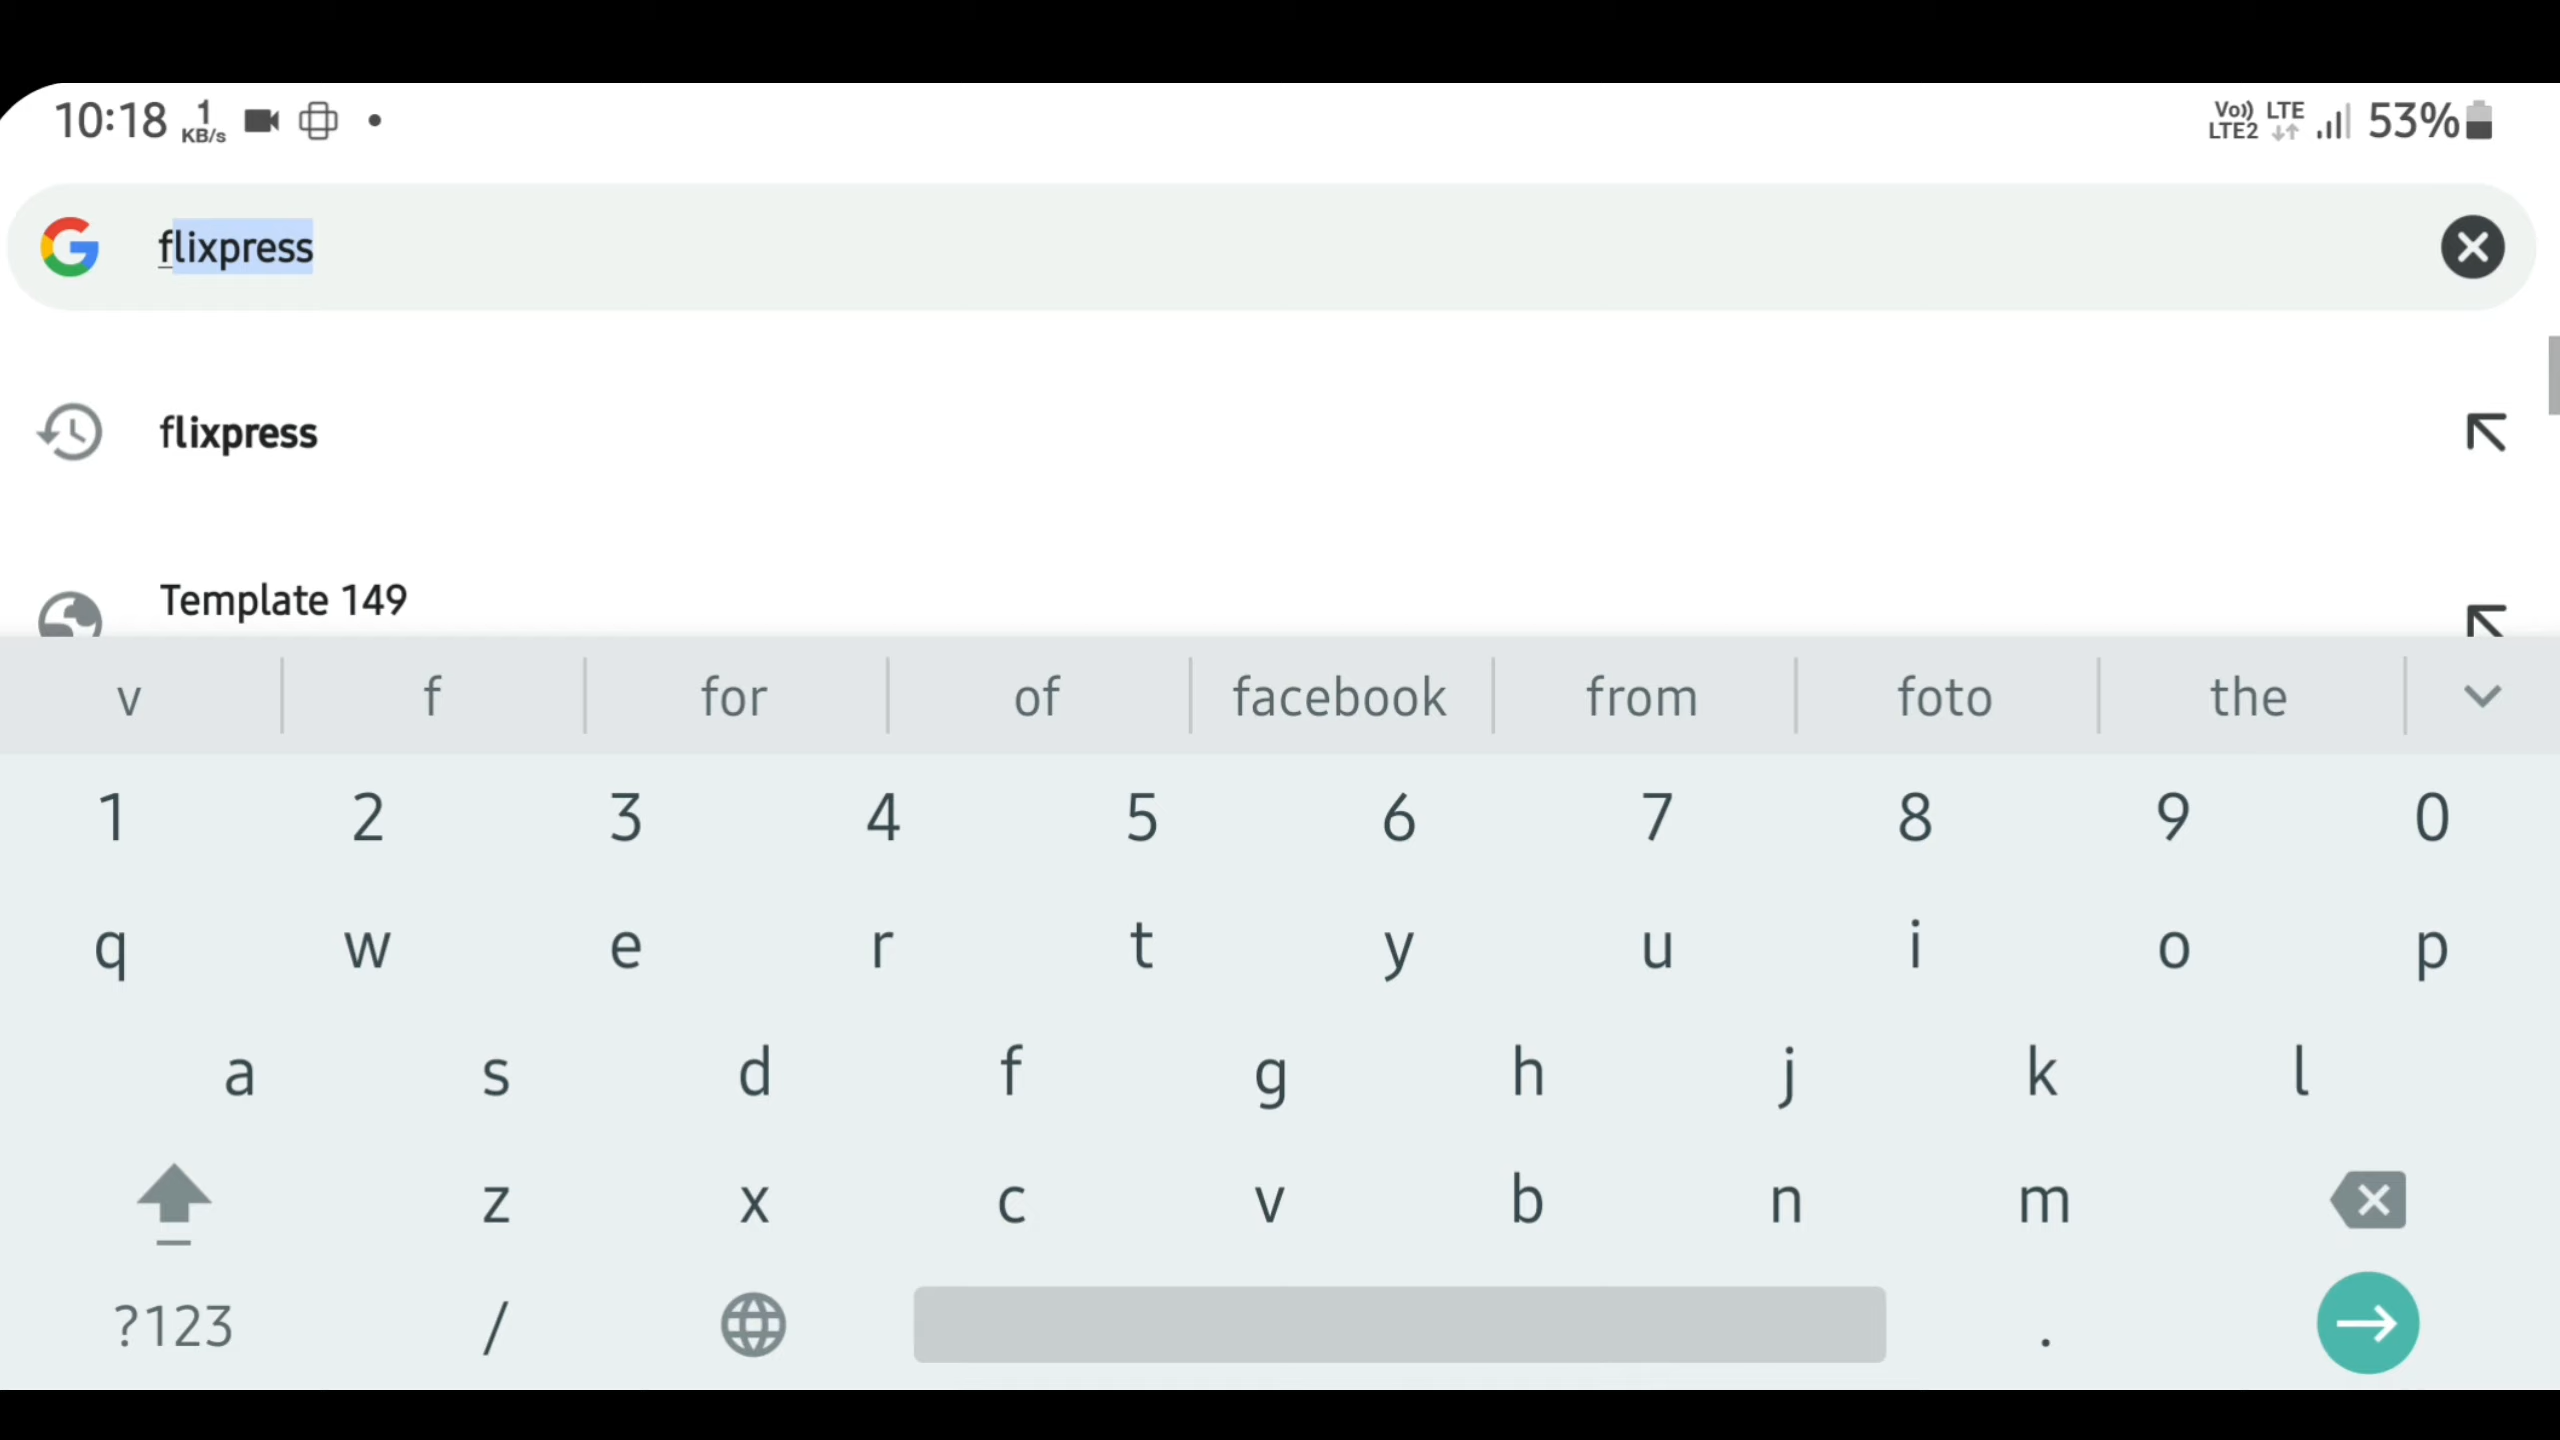 10:18 1 KB/s Vo)) LTE2 LTE 53%
flixpress
flixpress
Template 149
v f for of facebook from foto the
1 2 3 4 5 6 7 8 9 0
q w e r t y u i o p
a s d f g h j k l
z x c v b n m
?123 / .